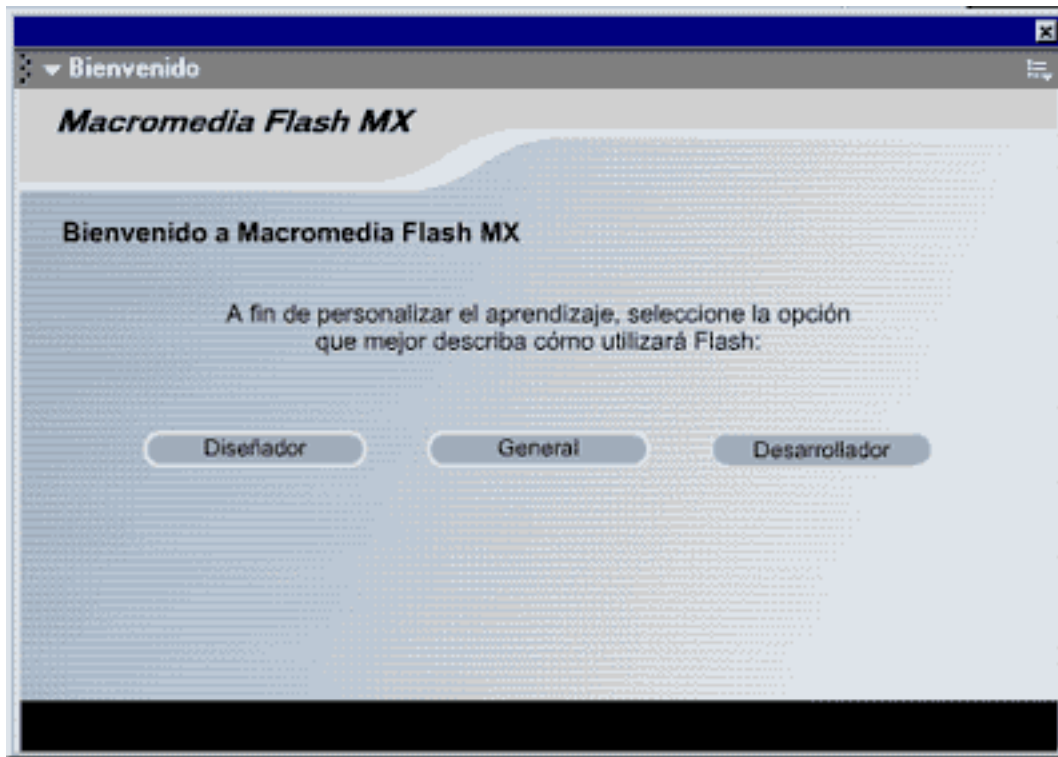 Bienvenido
Macromedia Flash MX
Bienvenido a Macromedia Flash MX
A fin de personalizar el aprendizaje, seleccione la opción
que mejor describa cómo utilizará Flash:
Diseñador General Desarrollador